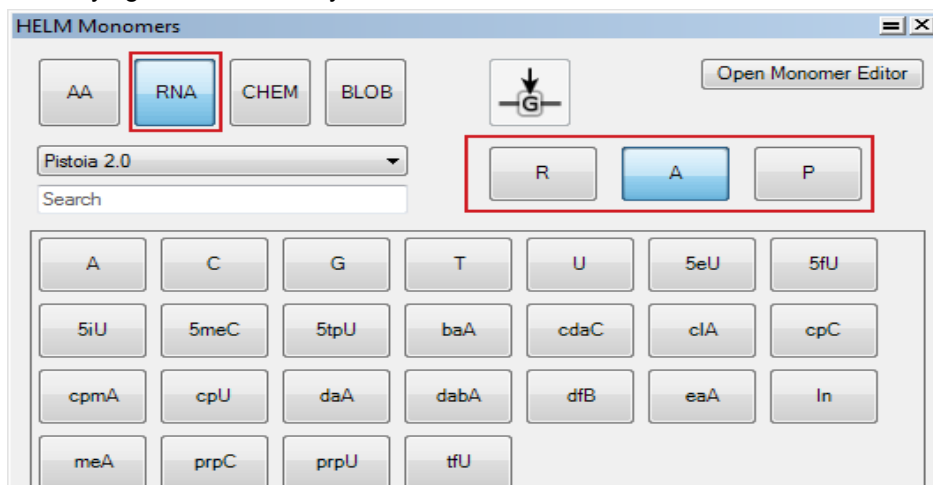 HELM Monomers
AA RNA CHEM BLOB G Open Monomer Editor
Pistoia 2.0
R A P
Search
A C G T U 5eU 5fU
5iU 5meC 5tpU baA cdaC clA cpC
cpmA cpU daA dabA dfB eaA In
meA prpC prpU tfU